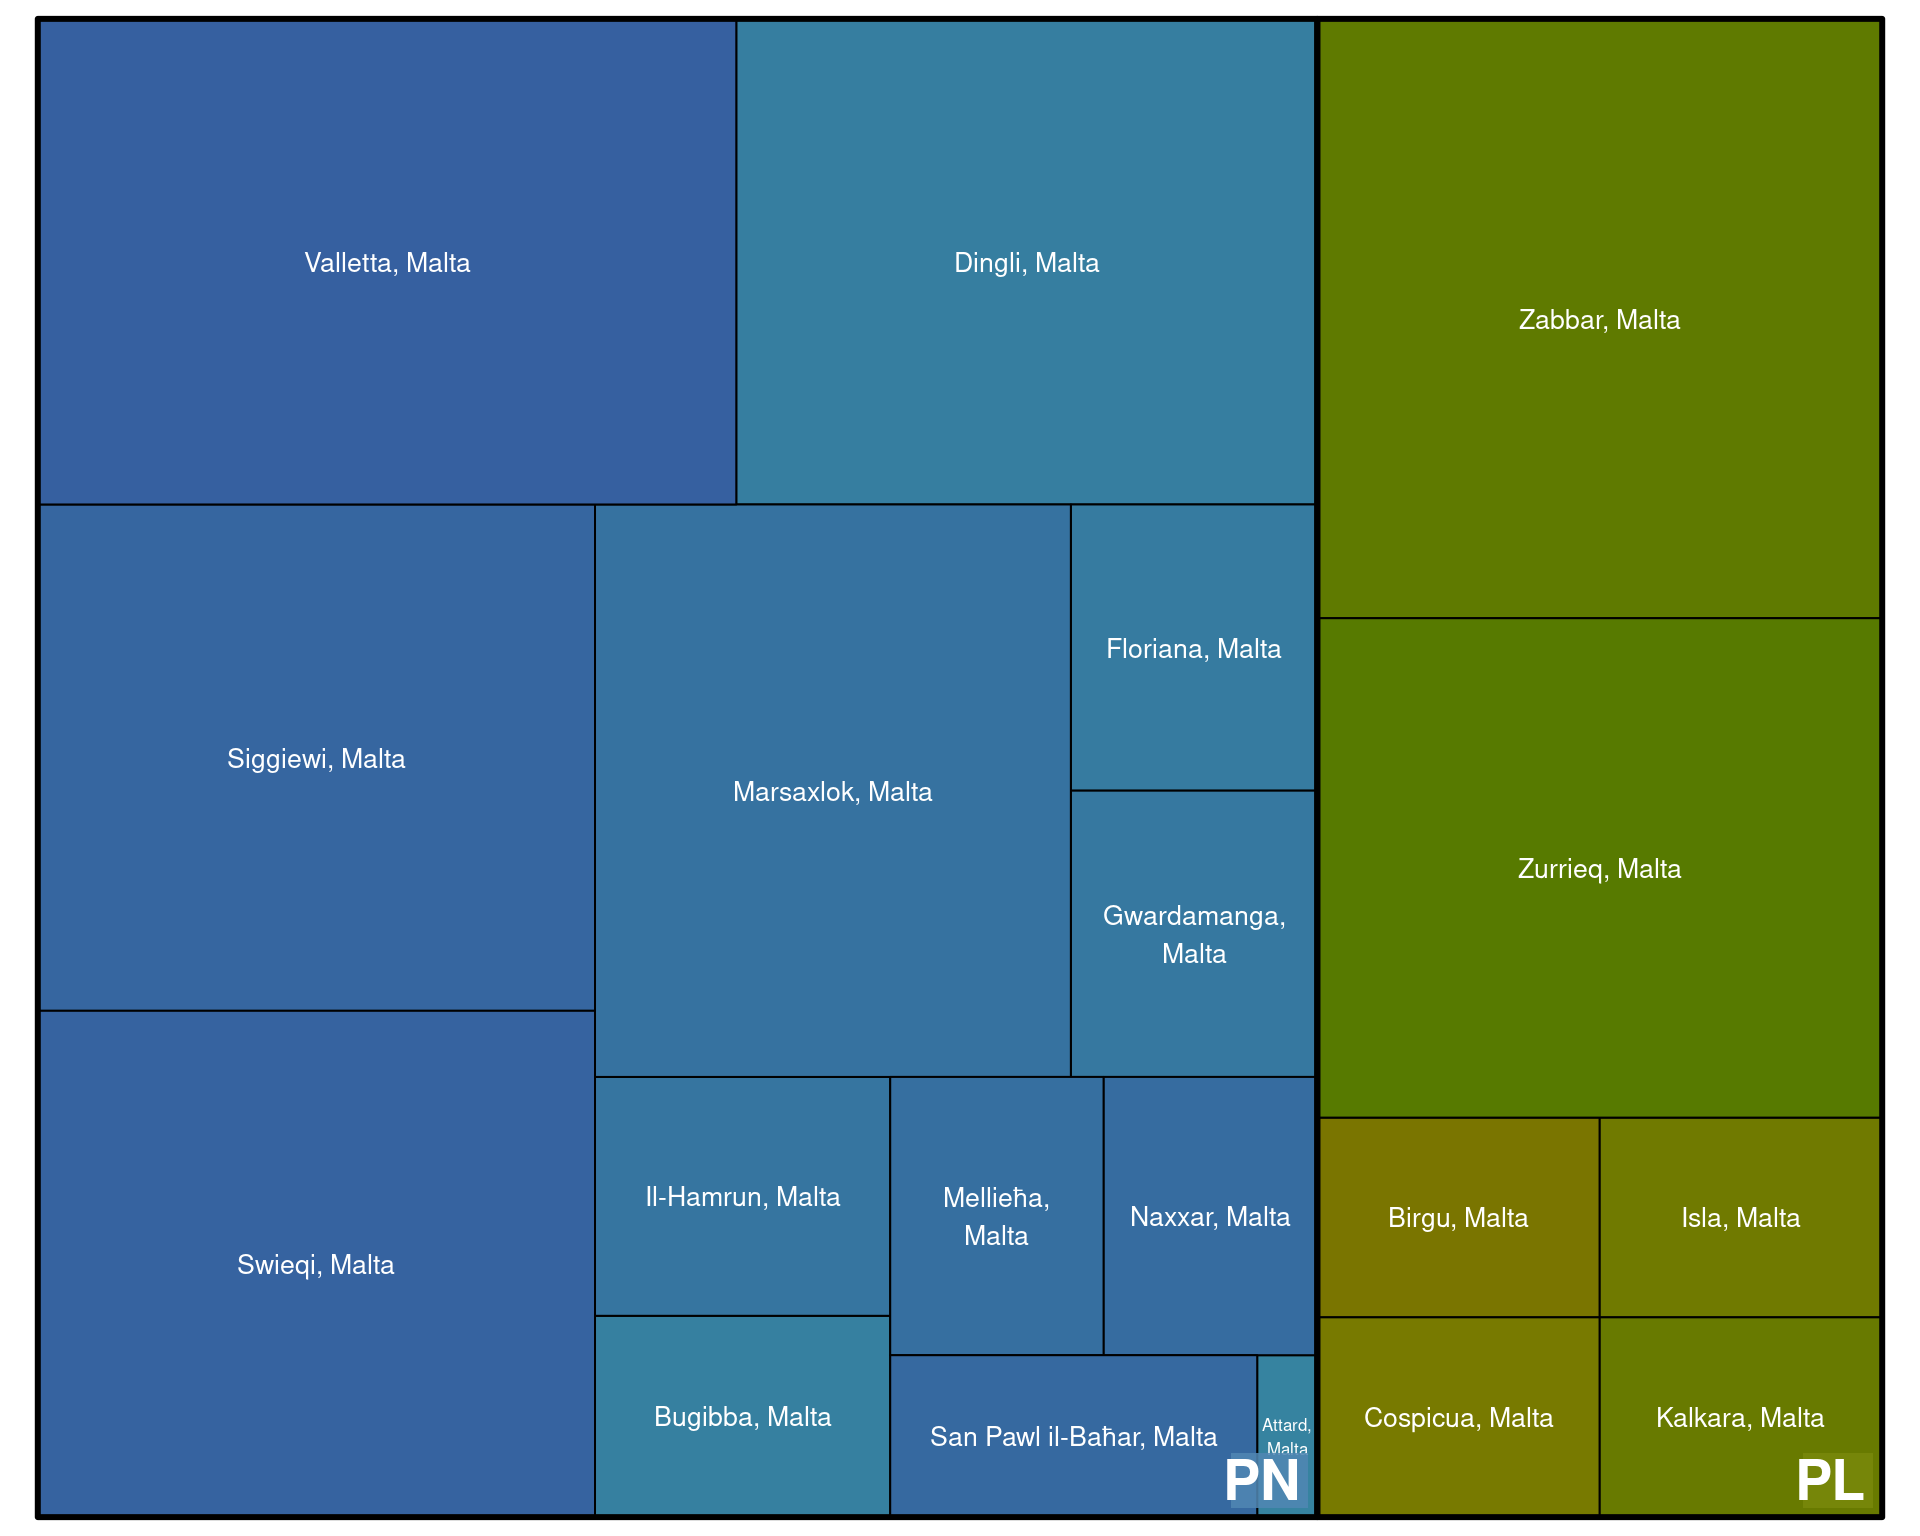 Valletta, Malta
Dingli, Malta
Zabbar, Malta
Siggiewi, Malta
Marsaxlok, Malta
Floriana, Malta
Gwardamanga,
Malta
Zurrieq, Malta
Swieqi, Malta
Il-Hamrun, Malta
Mellieħa,
Malta
Naxxar, Malta
Birgu, Malta
Isla, Malta
Bugibba, Malta
San Pawl il-Baħar, Malta
Attard,
Malta
Cospicua, Malta
Kalkara, Malta
PN
PL